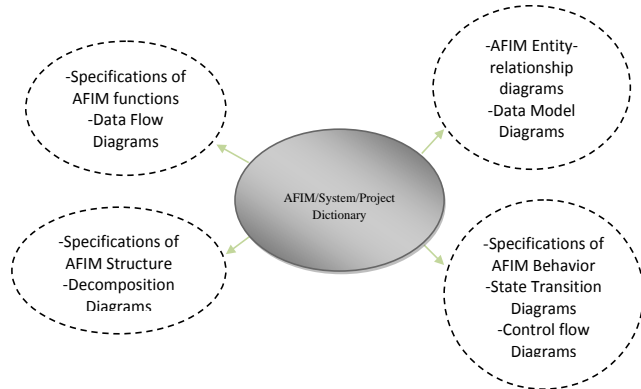 -Specifications of
AFIM functions
-Data Flow
Diagrams
-AFIM Entity-
relationship
diagrams
-Data Model
Diagrams
AFIM/System/Project
Dictionary
-Specifications of
AFIM Structure
-Decomposition
Diagrams
-Specifications of
AFIM Behavior
-State Transition
Diagrams
-Control flow
Diagrams